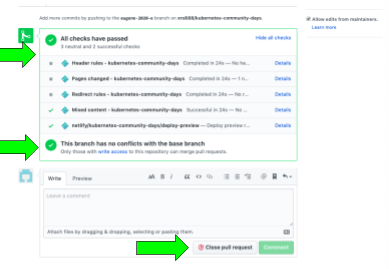 Add more commits by pushing to the eugene-2020-a branch on ora888/kubernetes-community-days.
Allow edits from maintainers.
Learn more
All checks have passed
Hide all checks
3 neutral and 2 successful checks
Header rules - kubernetes-community-days Completed in 24s — No he... Details
Pages changed - kubernetes-community-days Completed in 24s — 1 n... Details
Redirect rules - kubernetes-community-days Completed in 24s — No r... Details
Mixed content - kubernetes-community-days Successful in 24s — No... Details
netlify/kubernetes-community-days/deploy-preview — Deploy preview r... Details
This branch has no conflicts with the base branch
Only those with write access to this repository can merge pull requests.
Write Preview
Leave a comment
Attach files by dragging & dropping, selecting or pasting them.
Close pull request Comment